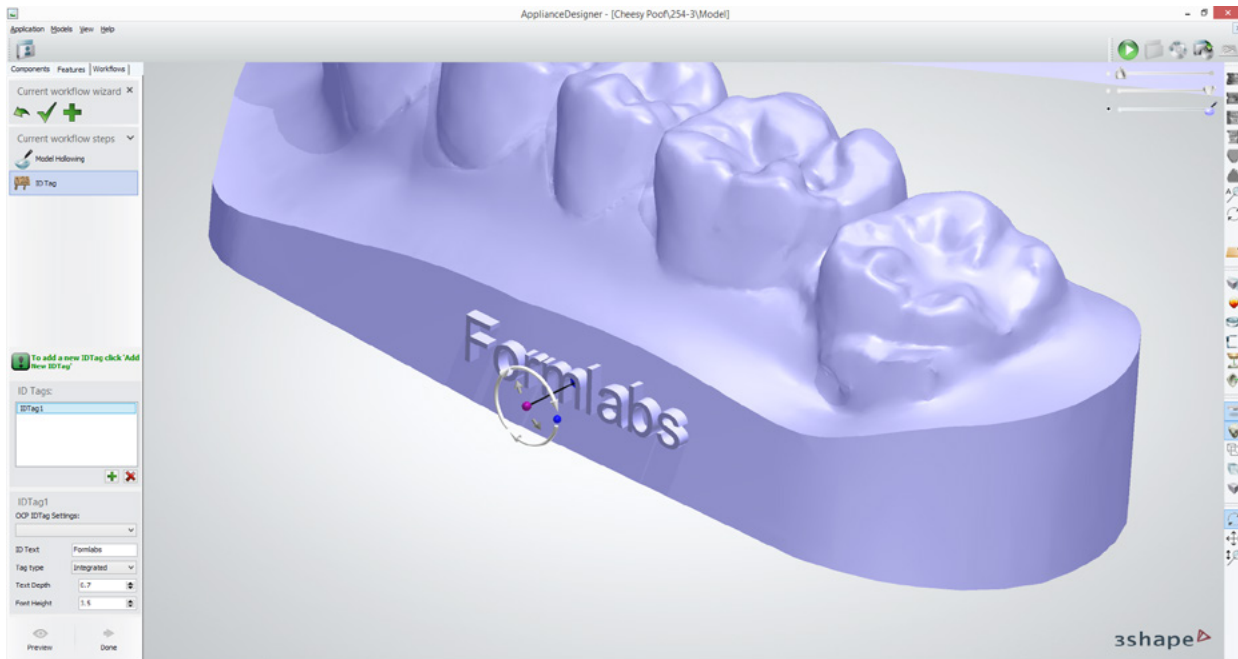 ApplianceDesigner - [Cheesy Poof\254-3\Model]
Application Models View Help
Components Features Workflows
Current workflow wizard
Current workflow steps
Model Hollowing
ID Tag
To add a new IDTag click 'Add
New IDTag'
ID Tags:
IDTag1
IDTag1
OCP IDTag Settings:
ID Text Formlabs
Tag type Integrated
Text Depth
Font Height 3.5
Preview Done
Formlabs
3shape